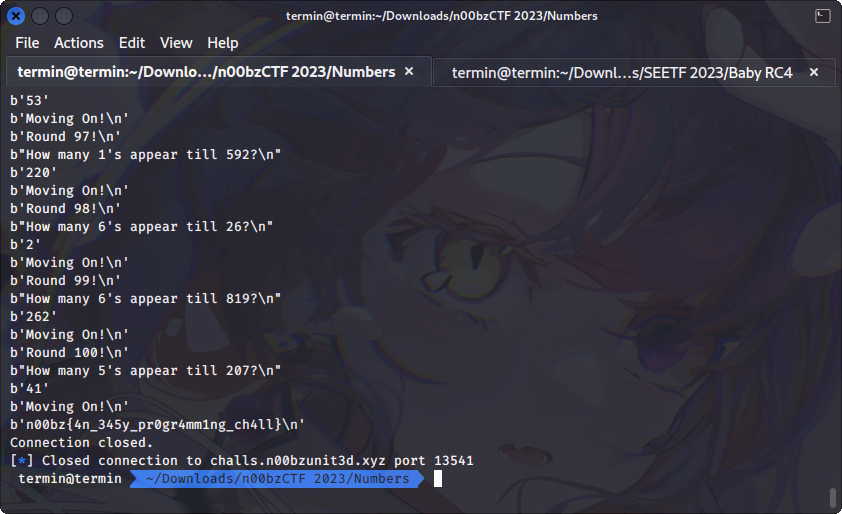 termin@termin:~/Downloads/n00bzCTF 2023/Numbers
File Actions Edit View Help
termin@termin:~/Downlo.../n00bzCTF 2023/Numbers × termin@termin:~/Downl...s/SEETF 2023/Baby RC4 ×
b'53'
b'Moving On!\n'
b'Round 97!\n'
b"How many 1's appear till 592?\n"
b'220'
b'Moving On!\n'
b'Round 98!\n'
b"How many 6's appear till 26?\n"
b'2'
b'Moving On!\n'
b'Round 99!\n'
b"How many 6's appear till 819?\n"
b'262'
b'Moving On!\n'
b'Round 100!\n'
b"How many 5's appear till 207?\n"
b'41'
b'Moving On!\n'
b'n00bz{4n_345y_pr0gr4mm1ng_ch4ll}\n'
Connection closed.
[*] Closed connection to challs.n00bzunit3d.xyz port 13541
termin@termin ~/Downloads/n00bzCTF 2023/Numbers